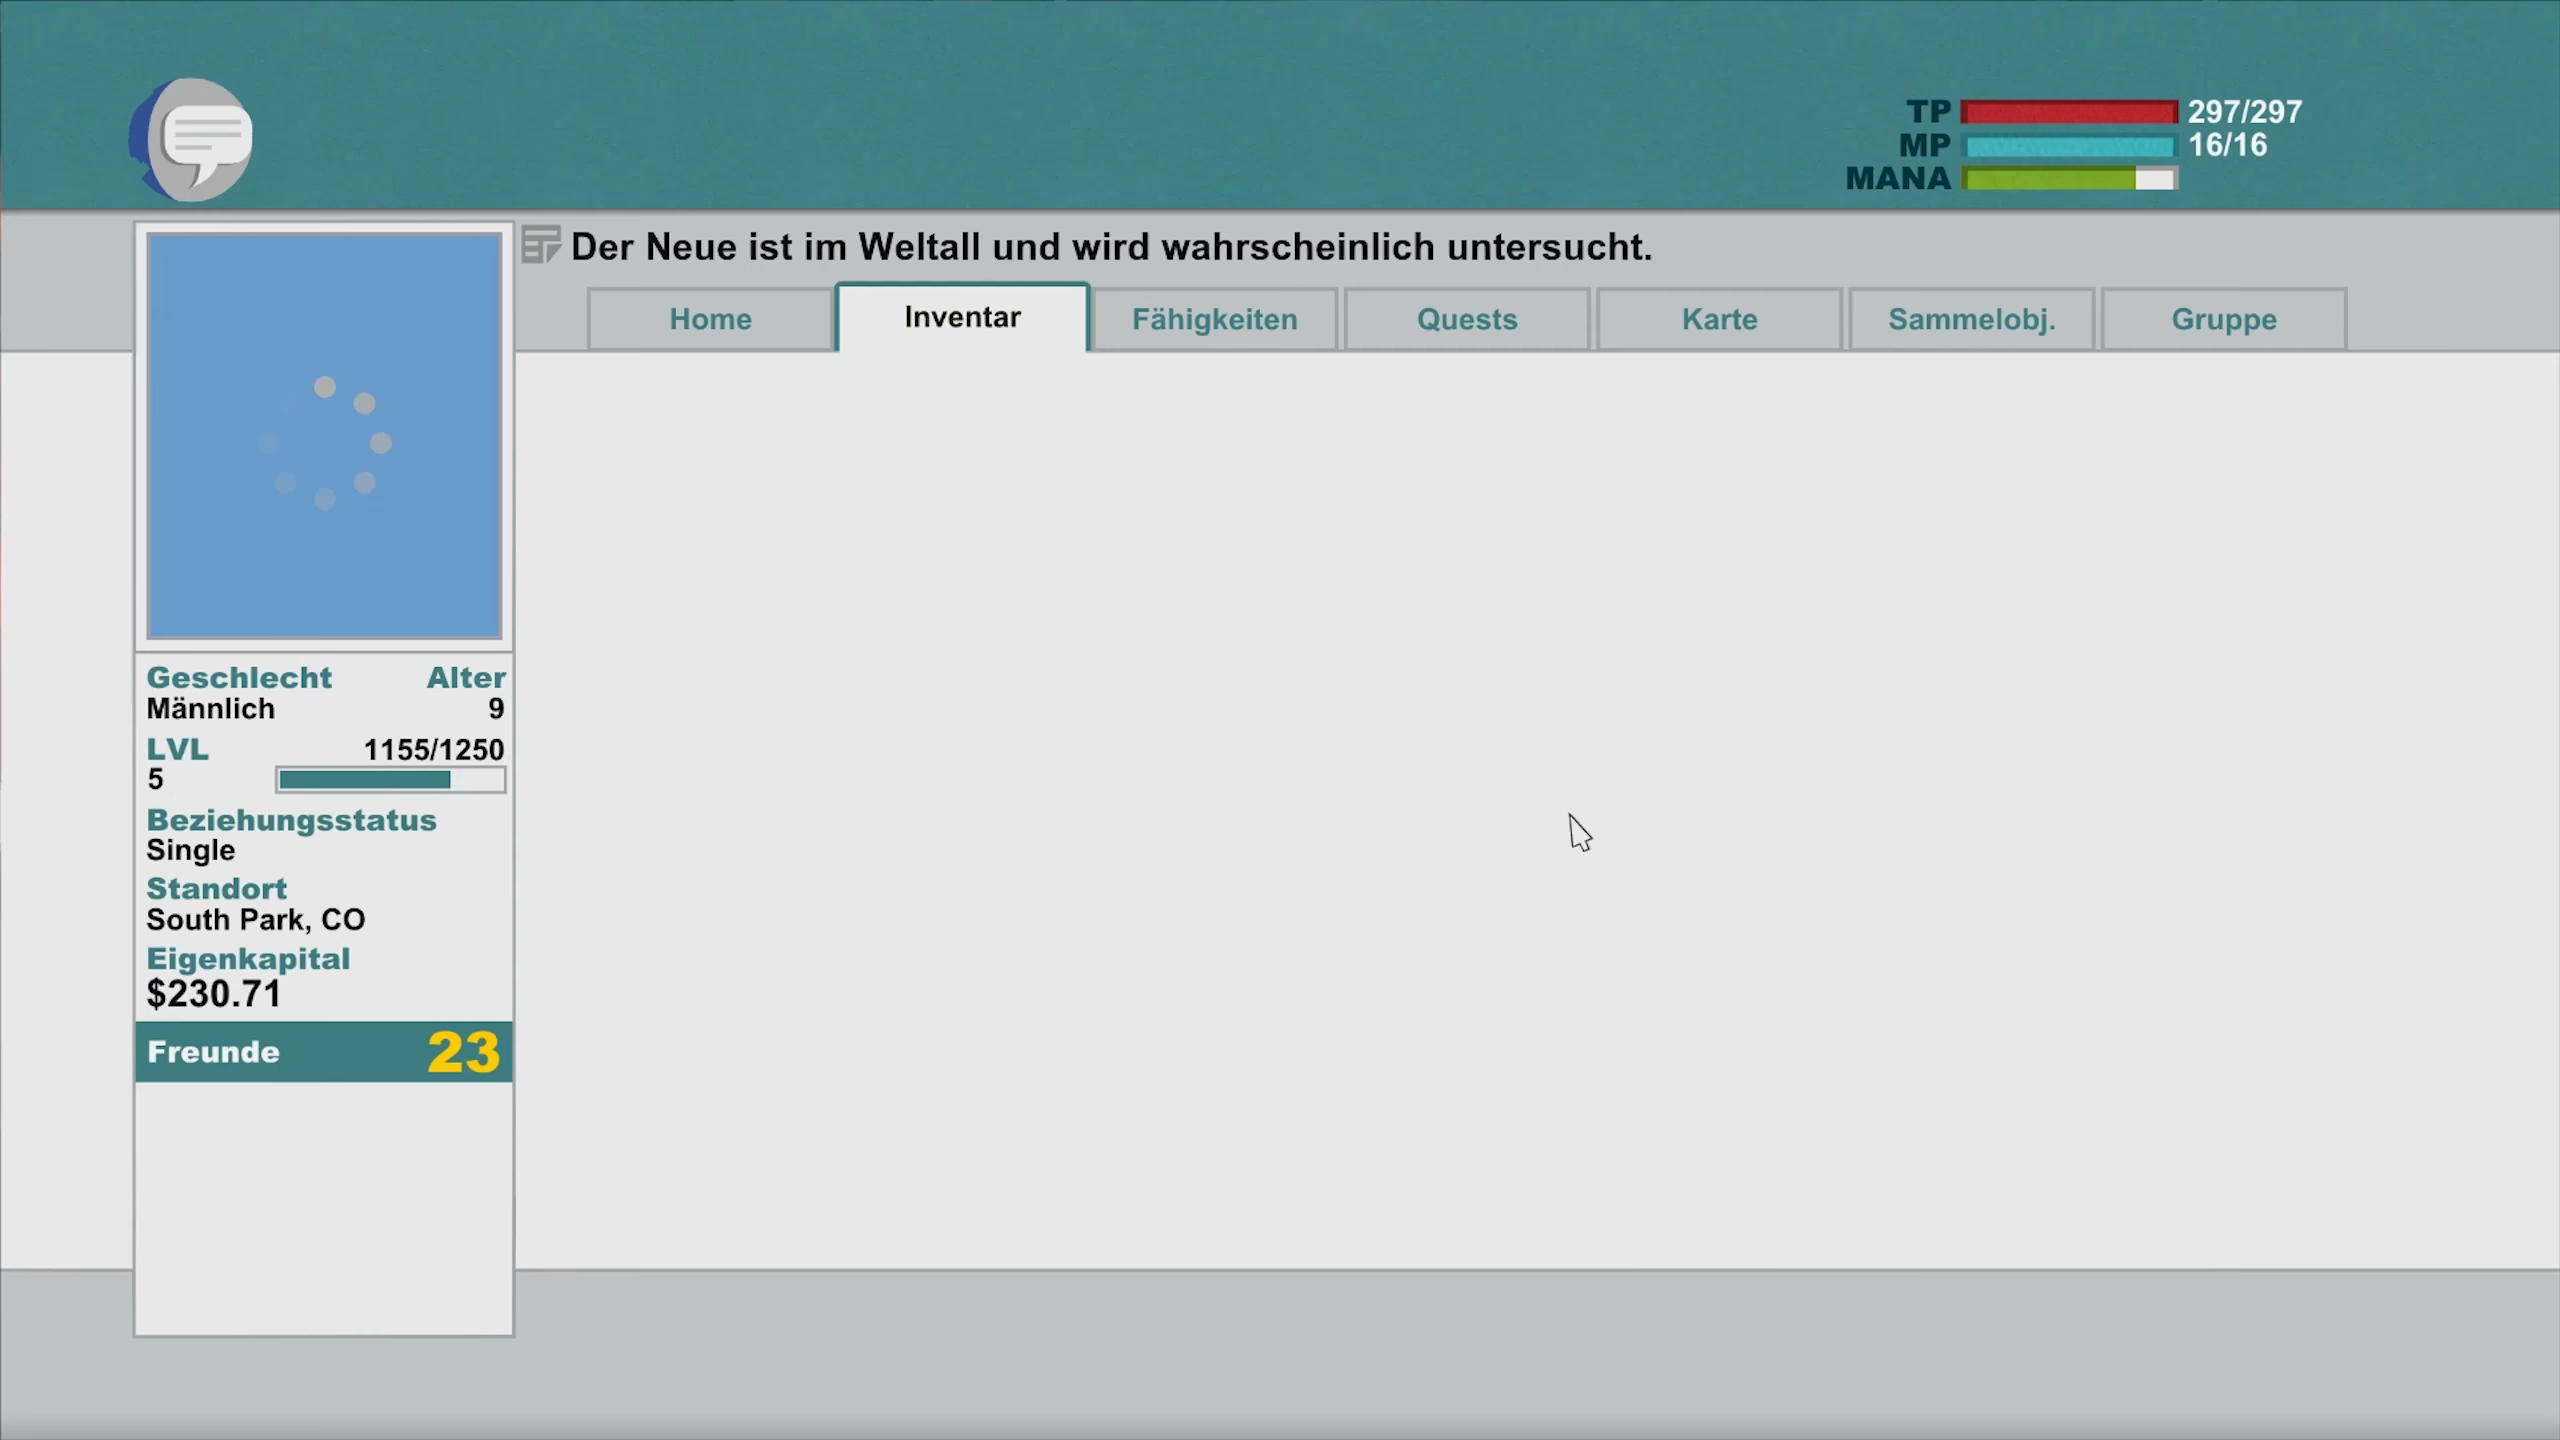 TP 297/297
MP 16/16
MANA
Der Neue ist im Weltall und wird wahrscheinlich untersucht.
Home Inventar Fähigkeiten Quests Karte Sammelobj. Gruppe
Geschlecht Alter
Männlich 9
LVL 1155/1250
5
Beziehungsstatus
Single
Standort
South Park, CO
Eigenkapital
$230.71
Freunde 23